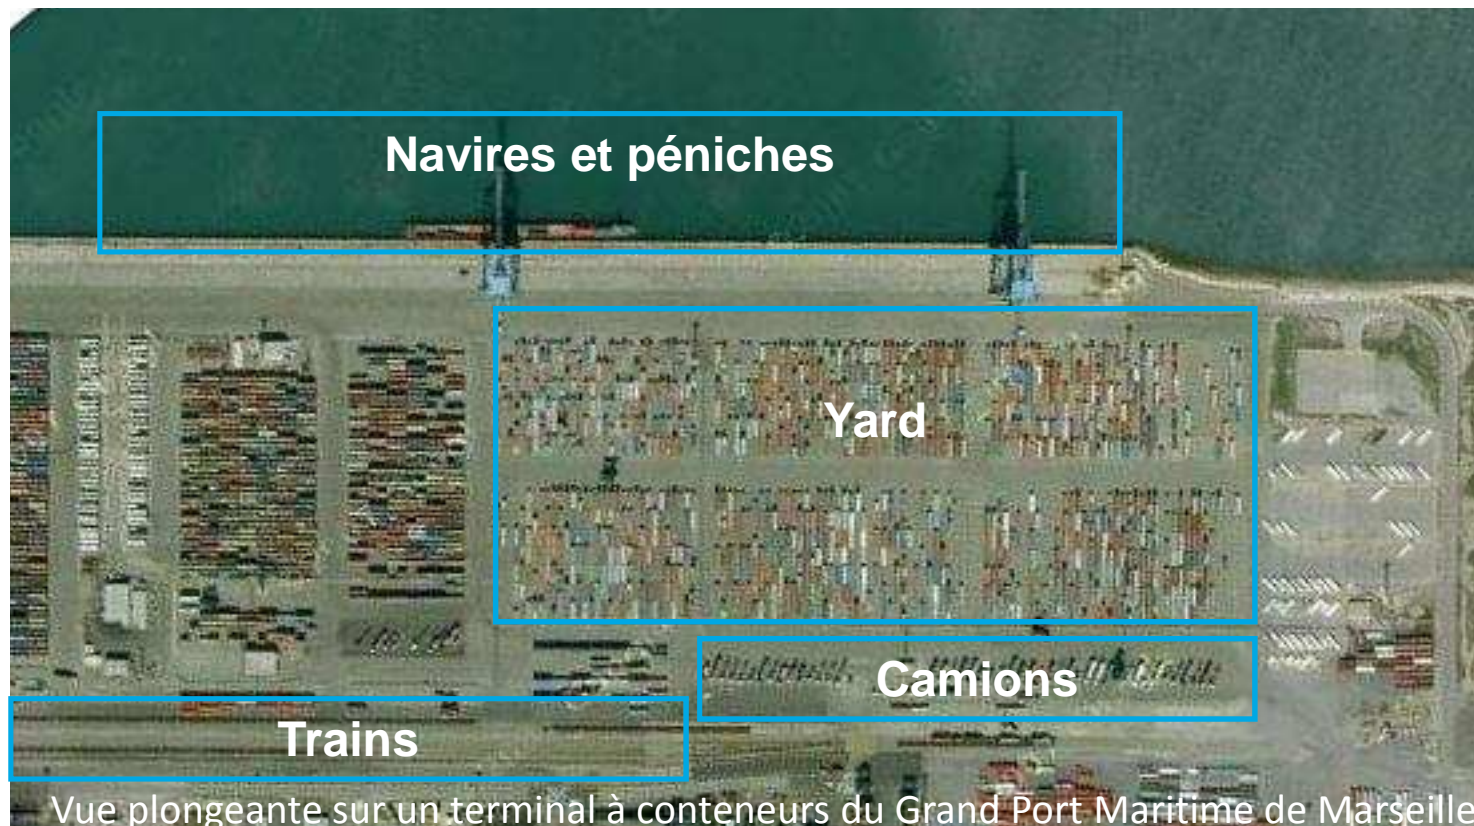 Navires et péniches
Yard
Camions
Trains
Vue plongeante sur un terminal à conteneurs du Grand Port Maritime de Marseille